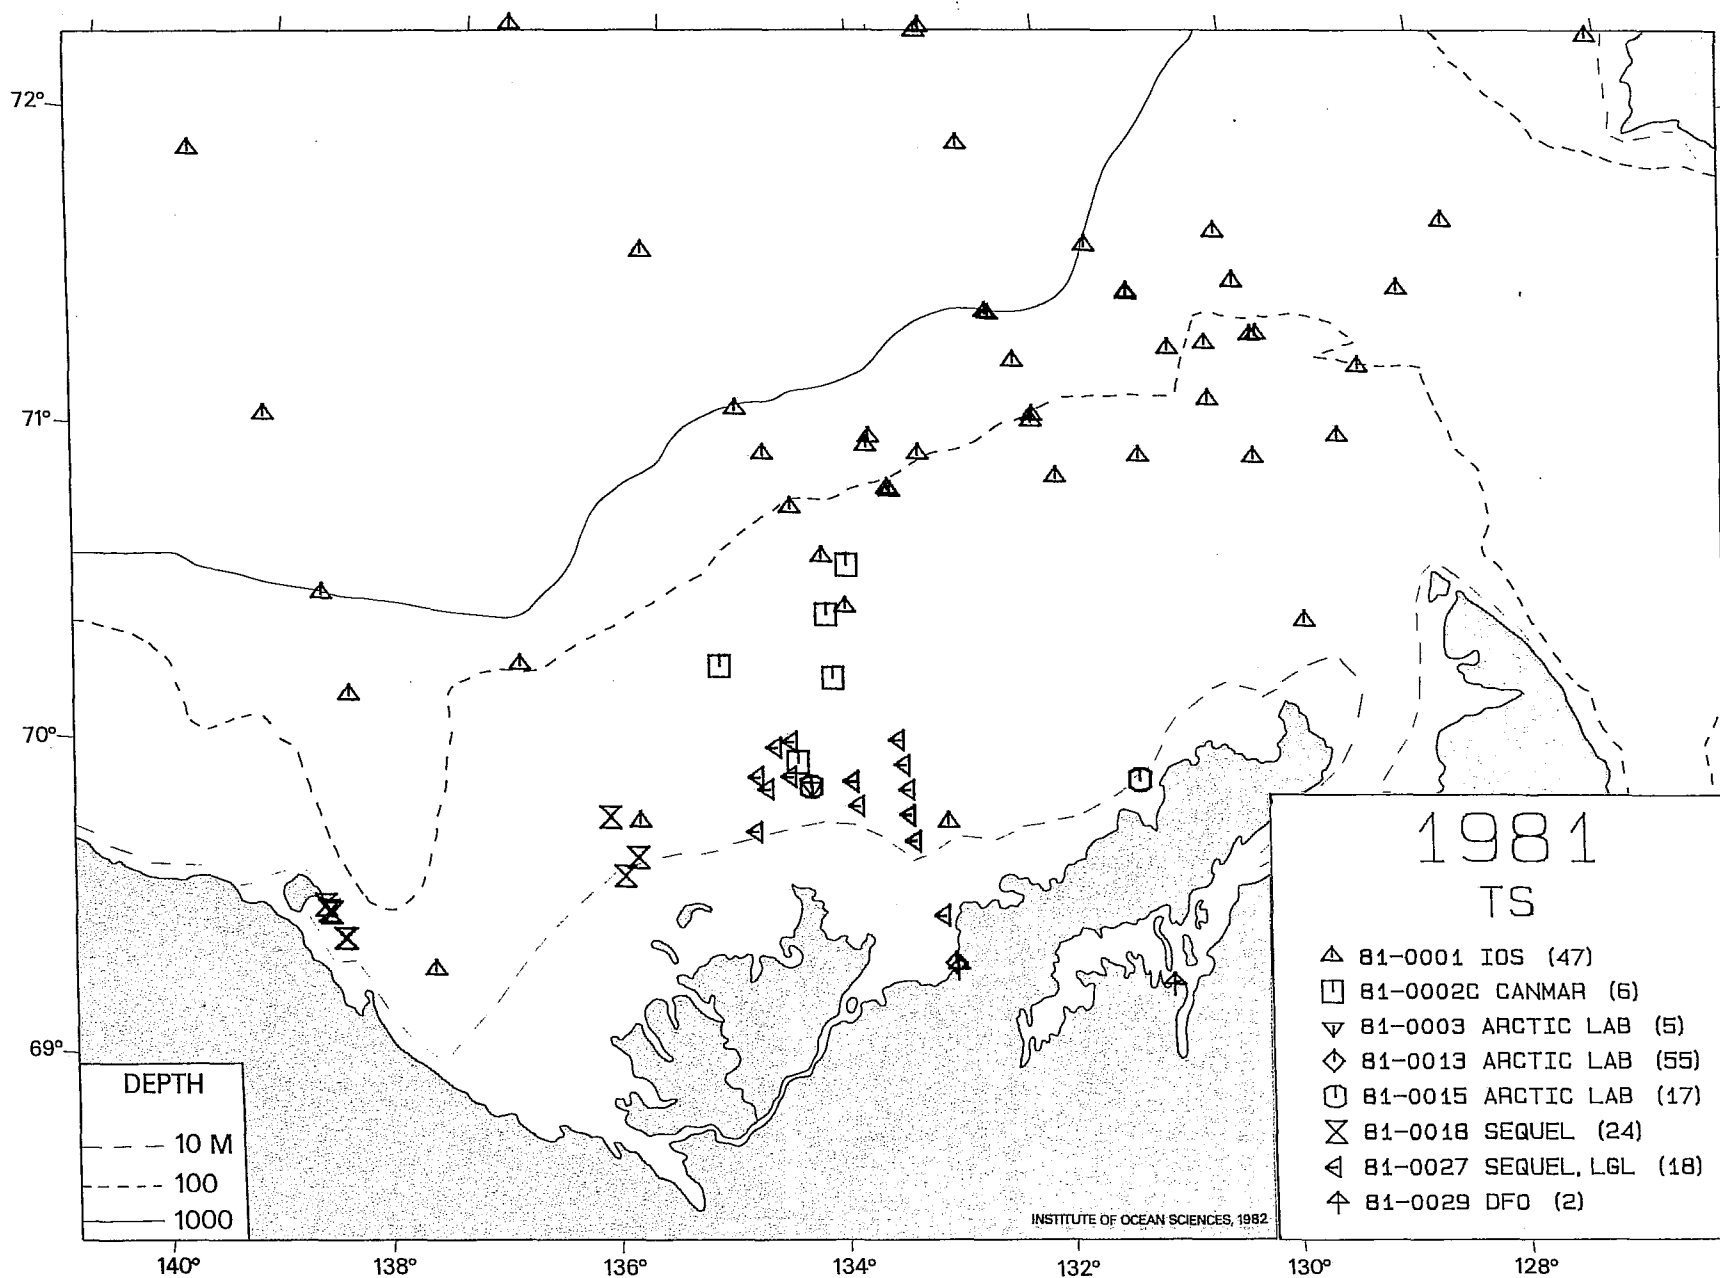 72°
71°
70°
69°
1981
TS
81-0001 IOS (47)
81-0002C CANMAR (6)
81-0003 ARCTIC LAB (5)
81-0013 ARCTIC LAB (55)
81-0015 ARCTIC LAB (17)
81-0018 SEQUEL (24)
81-0027 SEQUEL, LGL (18)
81-0029 DFO (2)
DEPTH
10 M
100
1000
INSTITUTE OF OCEAN SCIENCES, 1982
140° 138° 136° 134° 132° 130° 128°